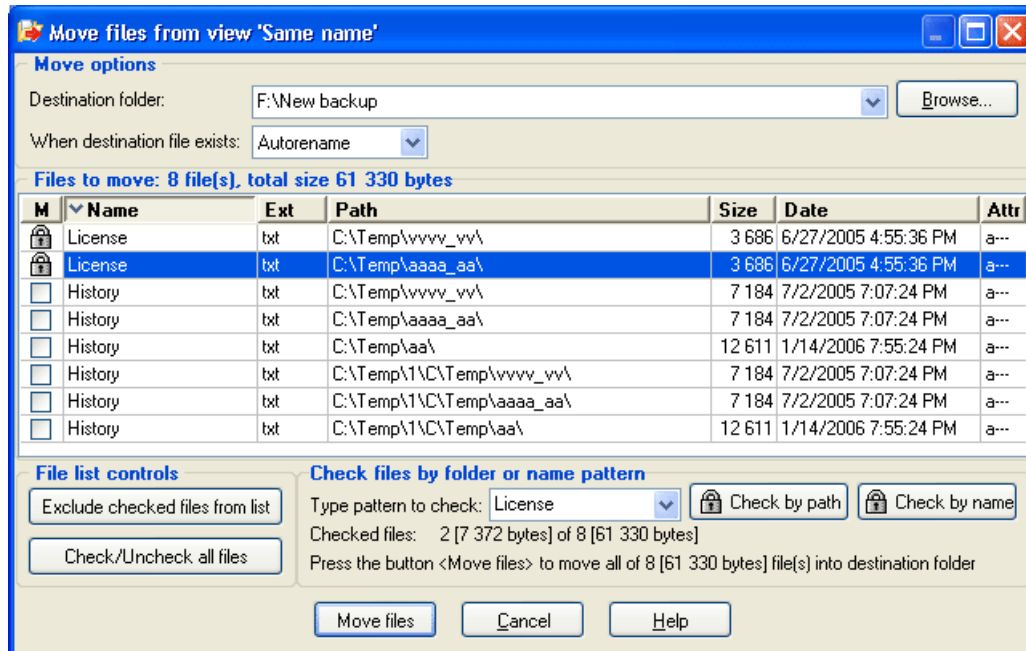 Move files from view 'Same name'
Move options
Destination folder: F:\New backup Browse...
When destination file exists: Autorename
Files to move: 8 file(s), total size 61 330 bytes
M Name Ext Path Size Date Attr
License txt C:\Temp\vvvv_vv\ 3 686 6/27/2005 4:55:36 PM a---
License txt C:\Temp\aaaa_aa\ 3 686 6/27/2005 4:55:36 PM a---
History txt C:\Temp\vvvv_vv\ 7 184 7/2/2005 7:07:24 PM a---
History txt C:\Temp\aaaa_aa\ 7 184 7/2/2005 7:07:24 PM a---
History txt C:\Temp\aa\ 12 611 1/14/2006 7:55:24 PM a---
History txt C:\Temp\1\C\Temp\vvvv_vv\ 7 184 7/2/2005 7:07:24 PM a---
History txt C:\Temp\1\C\Temp\aaaa_aa\ 7 184 7/2/2005 7:07:24 PM a---
History txt C:\Temp\1\C\Temp\aa\ 12 611 1/14/2006 7:55:24 PM a---
File list controls
Exclude checked files from list
Check/Uncheck all files
Check files by folder or name pattern
Type pattern to check: License Check by path Check by name
Checked files: 2 [7 372 bytes] of 8 [61 330 bytes]
Press the button <Move files> to move all of 8 [61 330 bytes] file(s) into destination folder
Move files Cancel Help